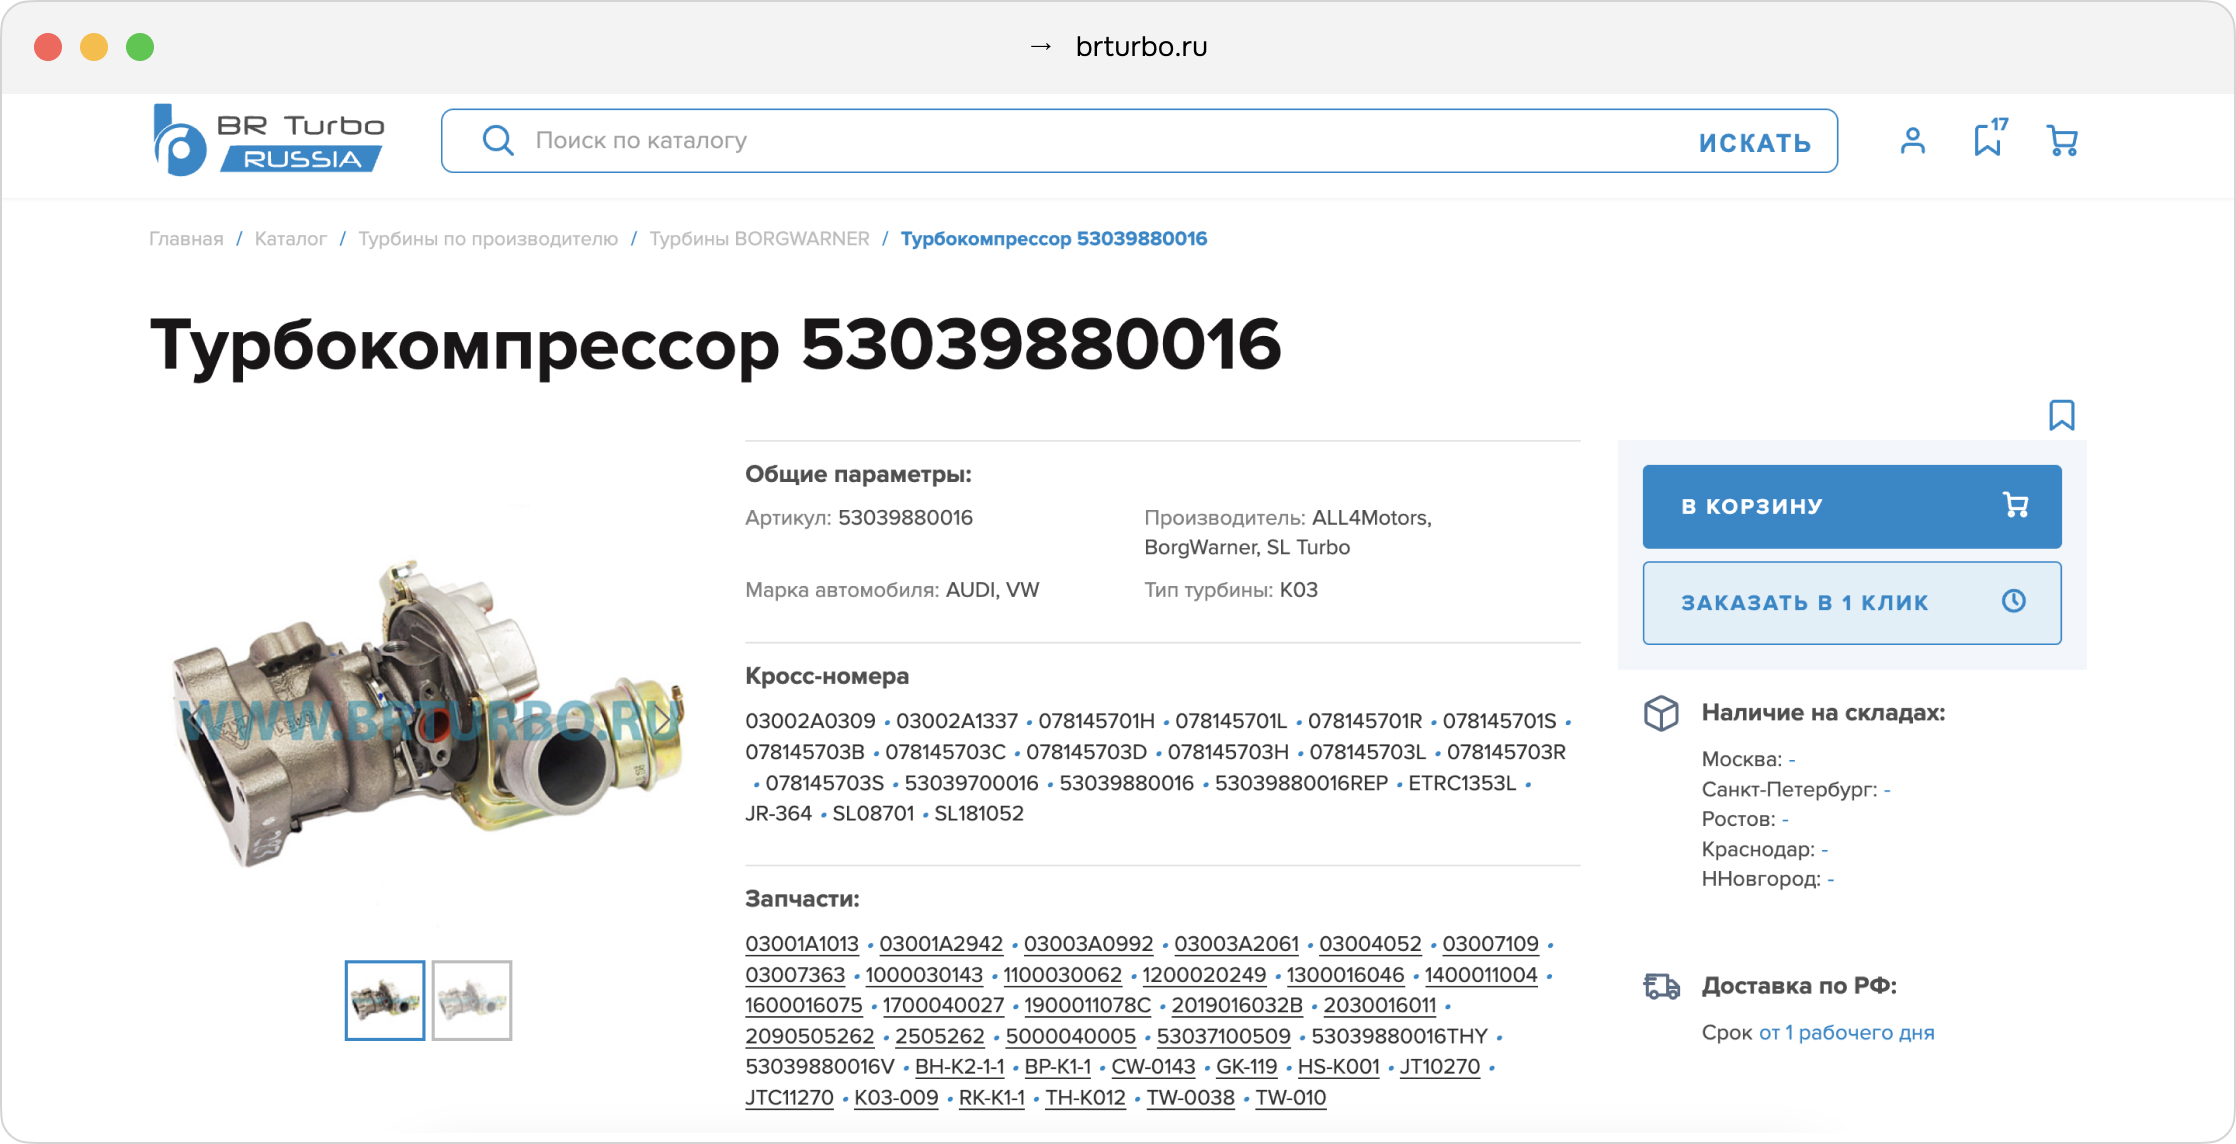 → brturbo.ru
BR Turbo
RUSSIA
Поиск по каталогу
ИСКАТЬ
17
Главная / Каталог / Турбины по производителю / Турбины BORGWARNER / Турбокомпрессор 53039880016
Турбокомпрессор 53039880016
WWW.BRTURBO.RU
Общие параметры:
Артикул: 53039880016
Производитель: ALL4Motors,
BorgWarner, SL Turbo
Марка автомобиля: AUDI, VW
Тип турбины: K03
Кросс-номера
03002A0309 • 03002A1337 • 078145701H • 078145701L • 078145701R • 078145701S •
078145703B • 078145703C • 078145703D • 078145703H • 078145703L • 078145703R
• 078145703S • 53039700016 • 53039880016 • 53039880016REP • ETRC1353L •
JR-364 • SL08701 • SL181052
Запчасти:
03001A1013 • 03001A2942 • 03003A0992 • 03003A2061 • 03004052 • 03007109 •
03007363 • 1000030143 • 1100030062 • 1200020249 • 1300016046 • 1400011004 •
1600016075 • 1700040027 • 1900011078C • 2019016032B • 2030016011 •
2090505262 • 2505262 • 5000040005 • 53037100509 • 53039880016THY •
53039880016V • BH-K2-1-1 • BP-K1-1 • CW-0143 • GK-119 • HS-K001 • JT10270 •
JTC11270 • K03-009 • RK-K1-1 • TH-K012 • TW-0038 • TW-010
В КОРЗИНУ
ЗАКАЗАТЬ В 1 КЛИК
Наличие на складах:
Москва: -
Санкт-Петербург: -
Ростов: -
Краснодар: -
ННовгород: -
Доставка по РФ:
Срок от 1 рабочего дня